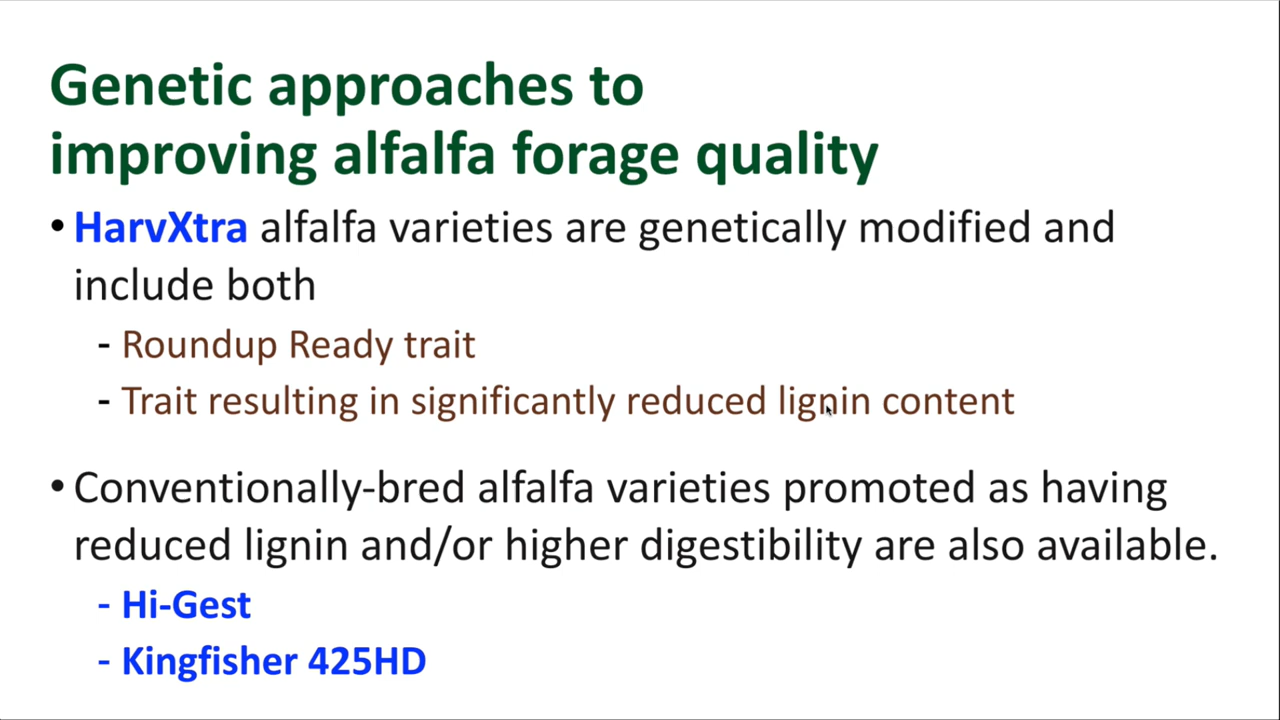 Genetic approaches to
improving alfalfa forage quality
• HarvXtra alfalfa varieties are genetically modified and
include both
- Roundup Ready trait
- Trait resulting in significantly reduced lignin content
• Conventionally-bred alfalfa varieties promoted as having
reduced lignin and/or higher digestibility are also available.
- Hi-Gest
- Kingfisher 425HD